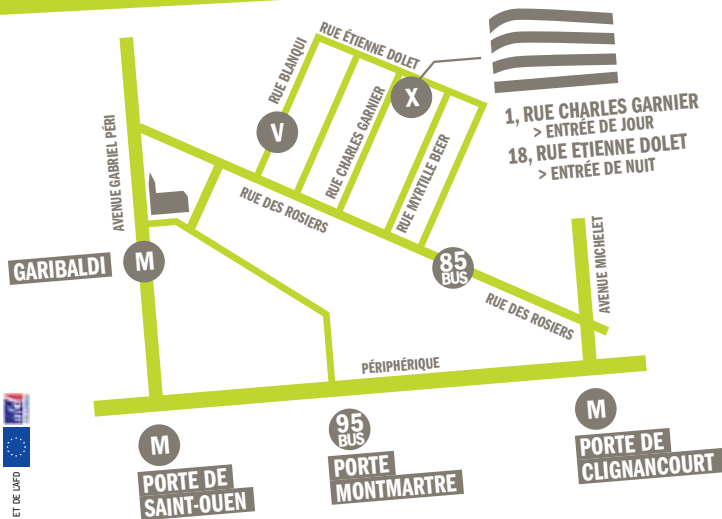 RUE ÉTIENNE DOLET
RUE BLANQUI
X
V
RUE CHARLES GARNIER
RUE MYRTILLE BEER
1, RUE CHARLES GARNIER
> ENTRÉE DE JOUR
18, RUE ETIENNE DOLET
> ENTRÉE DE NUIT
AVENUE GABRIEL PÉRI
RUE DES ROSIERS
GARIBALDI
M
85
BUS
AVENUE MICHELET
RUE DES ROSIERS
PÉRIPHÉRIQUE
M
PORTE DE
SAINT-OUEN
95
BUS
PORTE
MONTMARTRE
M
PORTE DE
CLIGNANCOURT
ET DE L'AFD